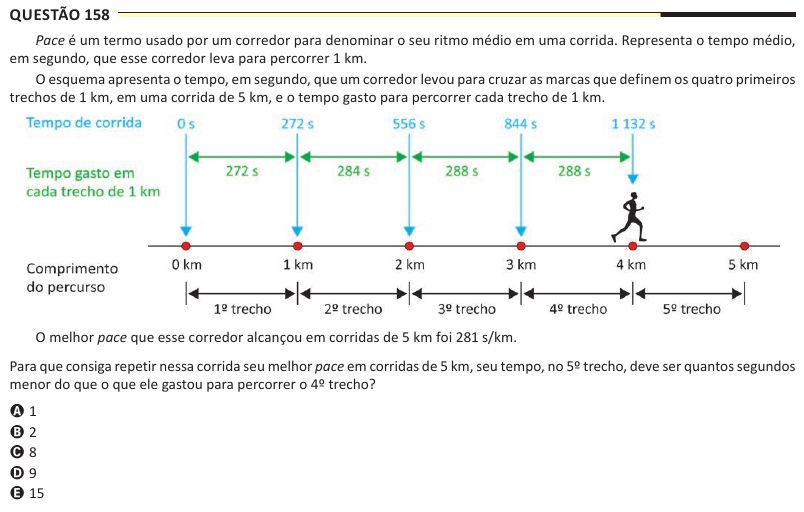 QUESTÃO 158
Pace é um termo usado por um corredor para denominar o seu ritmo médio em uma corrida. Representa o tempo médio,
em segundo, que esse corredor leva para percorrer 1 km.
O esquema apresenta o tempo, em segundo, que um corredor levou para cruzar as marcas que definem os quatro primeiros
trechos de 1 km, em uma corrida de 5 km, e o tempo gasto para percorrer cada trecho de 1 km.
Tempo de corrida 0 s 272 s 556 s 844 s 1 132 s
Tempo gasto em
cada trecho de 1 km
272 s 284 s 288 s 288 s
0 km 1 km 2 km 3 km 4 km 5 km
Comprimento
do percurso
1º trecho 2º trecho 3º trecho 4º trecho 5º trecho
O melhor pace que esse corredor alcançou em corridas de 5 km foi 281 s/km.
Para que consiga repetir nessa corrida seu melhor pace em corridas de 5 km, seu tempo, no 5º trecho, deve ser quantos segundos
menor do que o que ele gastou para percorrer o 4º trecho?
A 1
B 2
C 8
D 9
E 15